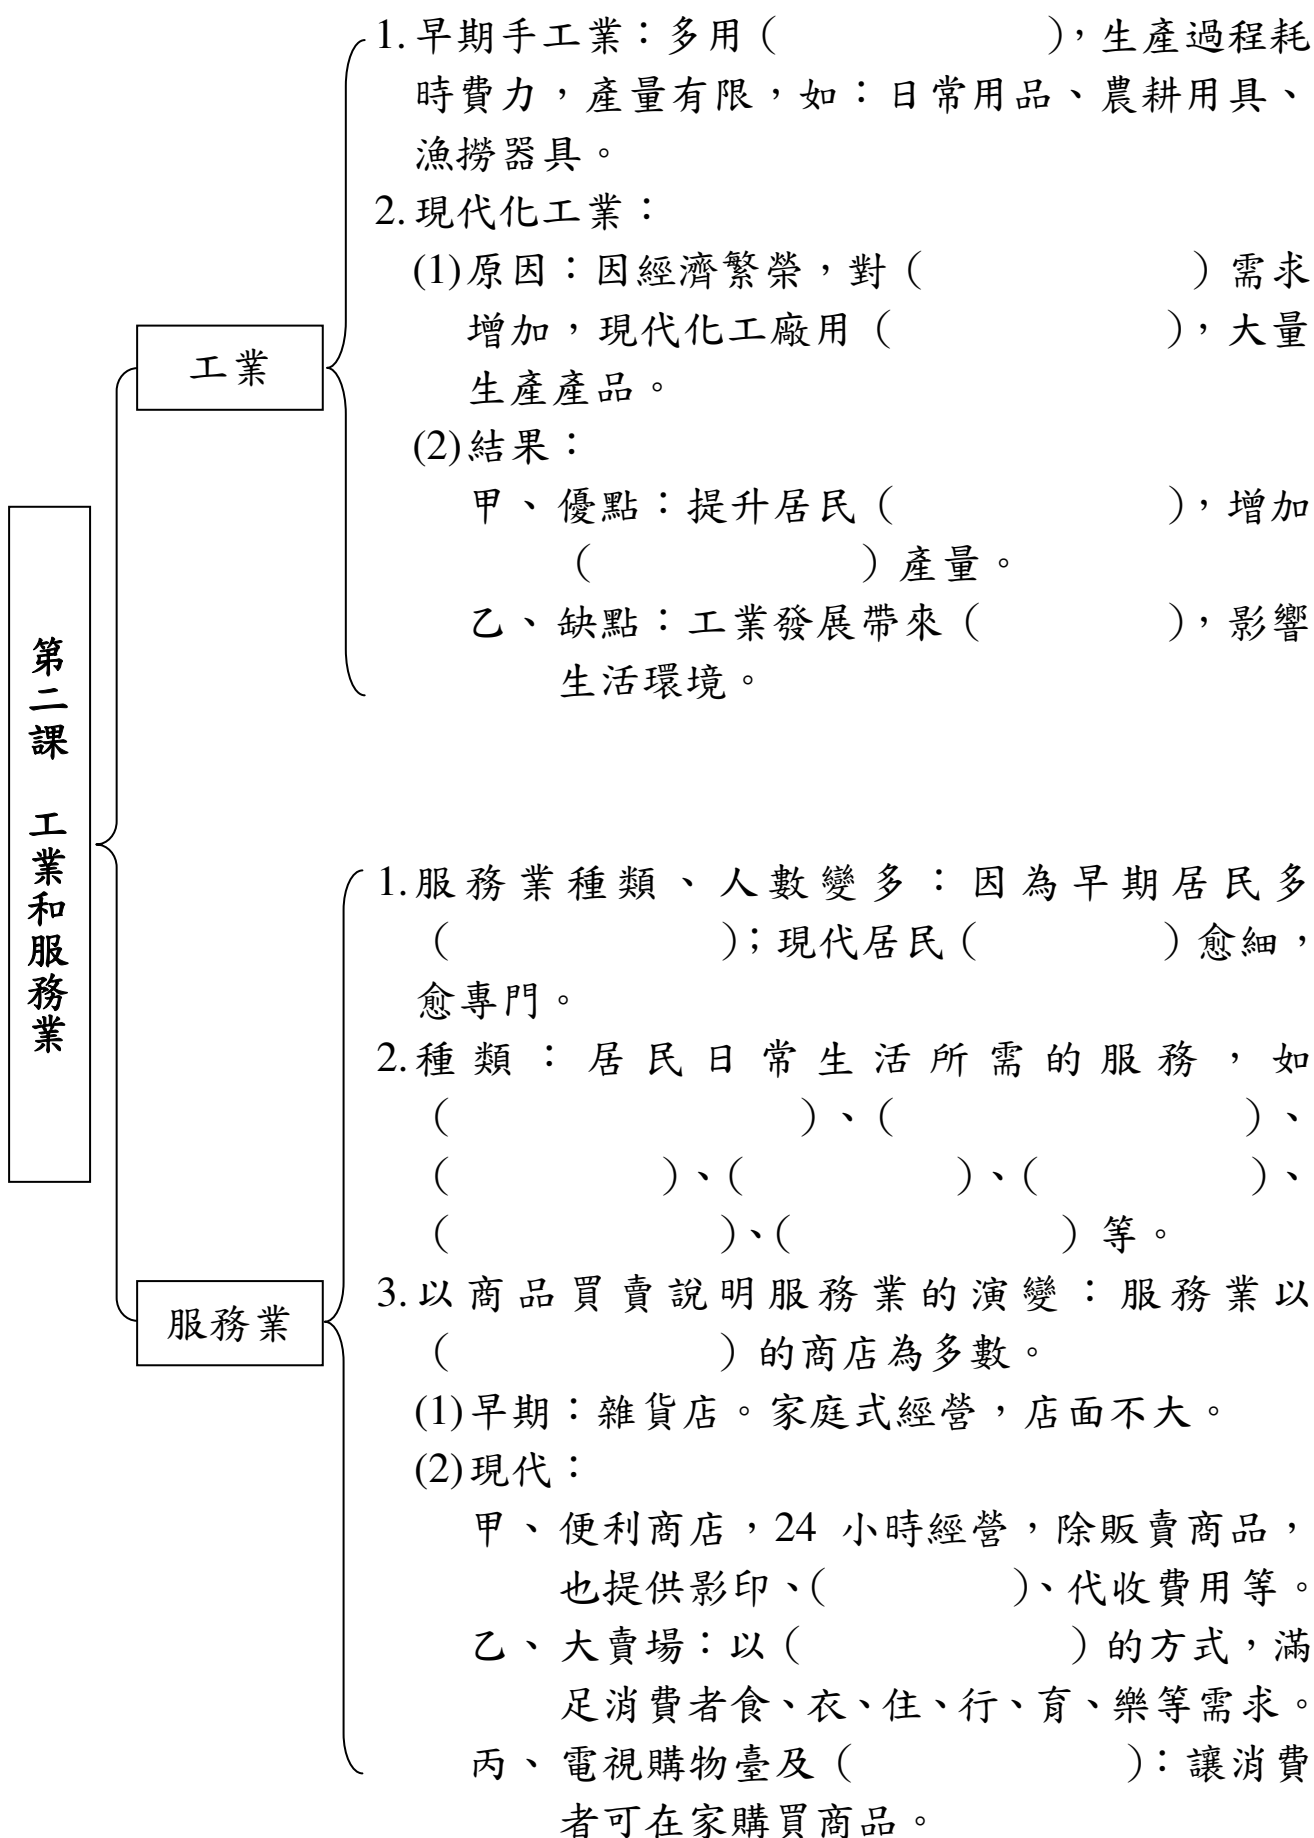 第二課　工業和服務業
工業
1.早期手工業：多用（　　　　　），生產過程耗
時費力，產量有限，如：日常用品、農耕用具、
漁撈器具。
2.現代化工業：
(1)原因：因經濟繁榮，對（　　　　　）需求
增加，現代化工廠用（　　　　　），大量
生產產品。
(2)結果：
甲、優點：提升居民（　　　　　），增加
（　　　　　）產量。
乙、缺點：工業發展帶來（　　　　），影響
生活環境。
服務業
1.服務業種類、人數變多：因為早期居民多
（　　　　　）；現代居民（　　　　）愈細，
愈專門。
2.種類：居民日常生活所需的服務，如
（　　　　　　　）、（　　　　　　　）、
（　　　　）、（　　　　）、（　　　　）、
（　　　　　）、（　　　　　）等。
3.以商品買賣說明服務業的演變：服務業以
（　　　　　）的商店為多數。
(1)早期：雜貨店。家庭式經營，店面不大。
(2)現代：
甲、便利商店，24 小時經營，除販賣商品，
也提供影印、（　　　　）、代收費用等。
乙、大賣場：以（　　　　　）的方式，滿
足消費者食、衣、住、行、育、樂等需求。
丙、電視購物臺及（　　　　　）：讓消費
者可在家購買商品。